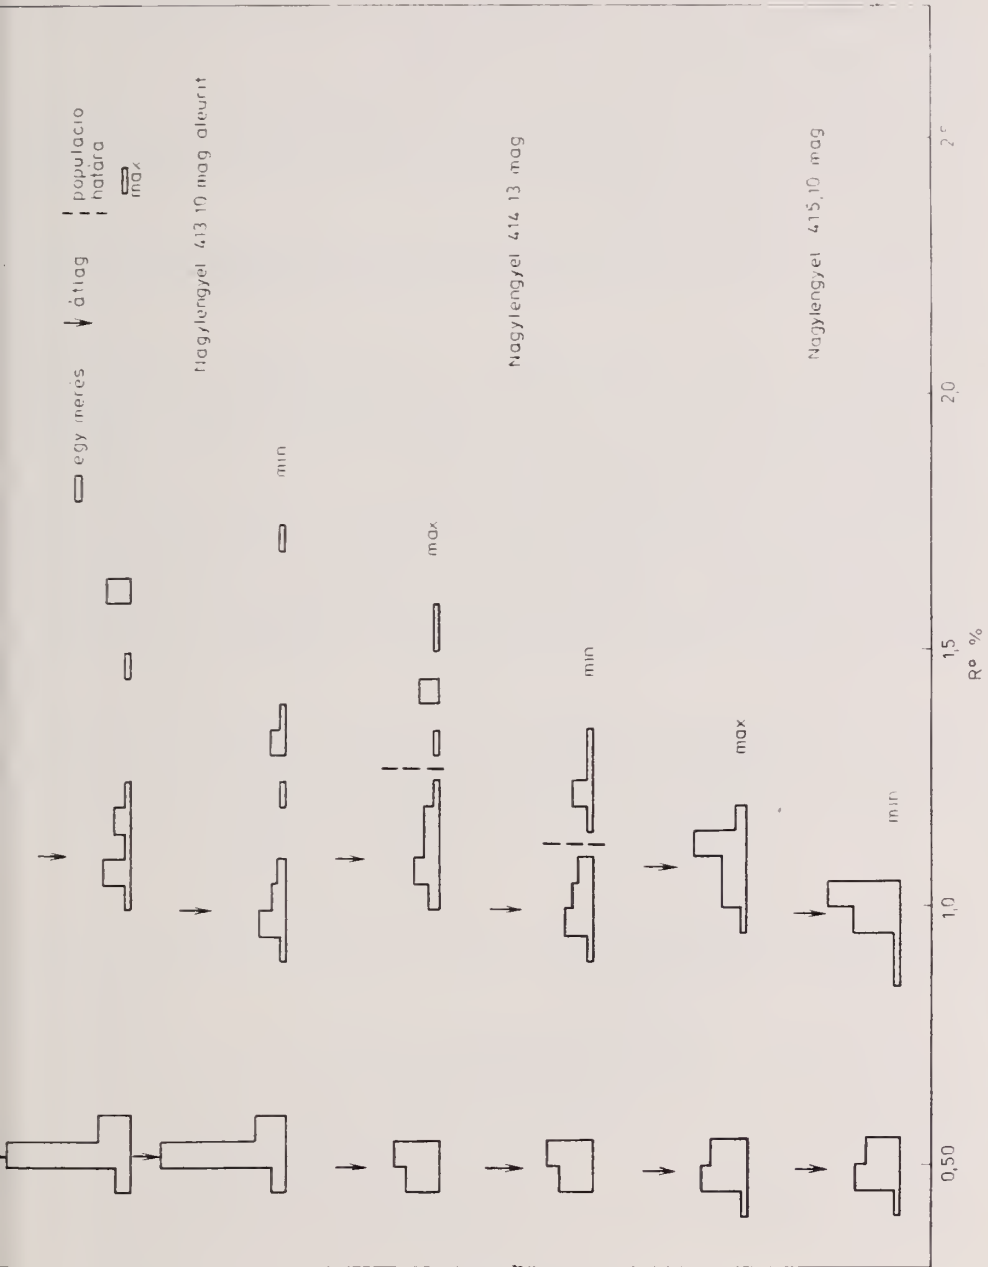 egy mérés
átlag
populáció
határa
max
Nagylengyel 413 10 mag aleurit
min
max
Nagylengyel 414 13 mag
min
max
Nagylengyel 415,10 mag
min
0,50
1,0
1,5
2,0
R° %